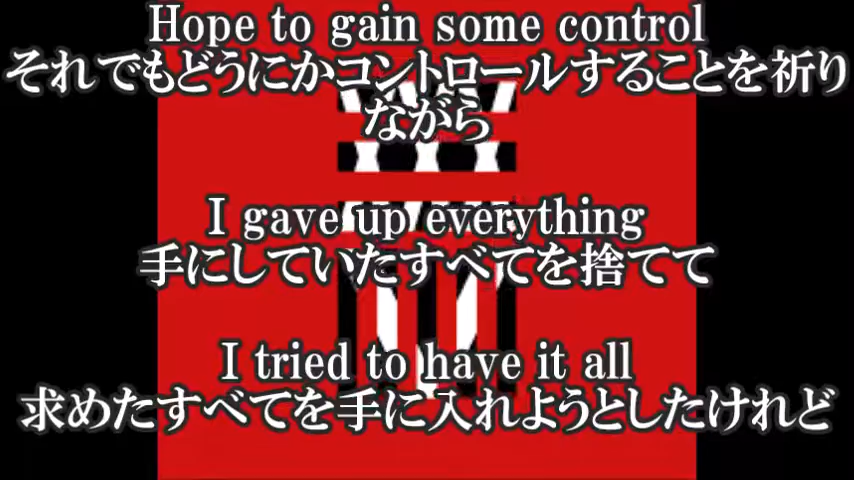 Hope to gain some control
それでもどうにかコントロールすることを祈り
ながら
I gave up everything
手にしていたすべてを捨てて
I tried to have it all
求めたすべてを手に入れようとしたけれど